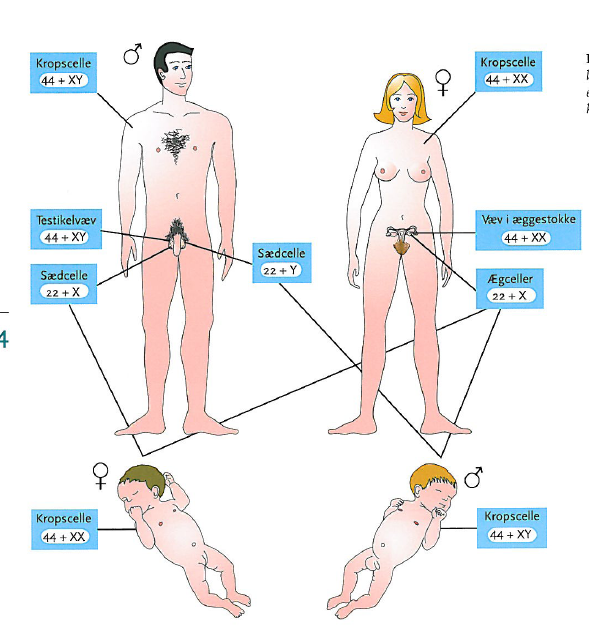 Kropscelle
44 + XY
♂
♀
Kropscelle
44 + XX
Testikelvæv
44 + XY
Sædcelle
22 + Y
Væv i æggestokke
44 + XX
Sædcelle
22 + X
Ægceller
22 + X
4
♀
♂
Kropscelle
44 + XX
Kropscelle
44 + XY